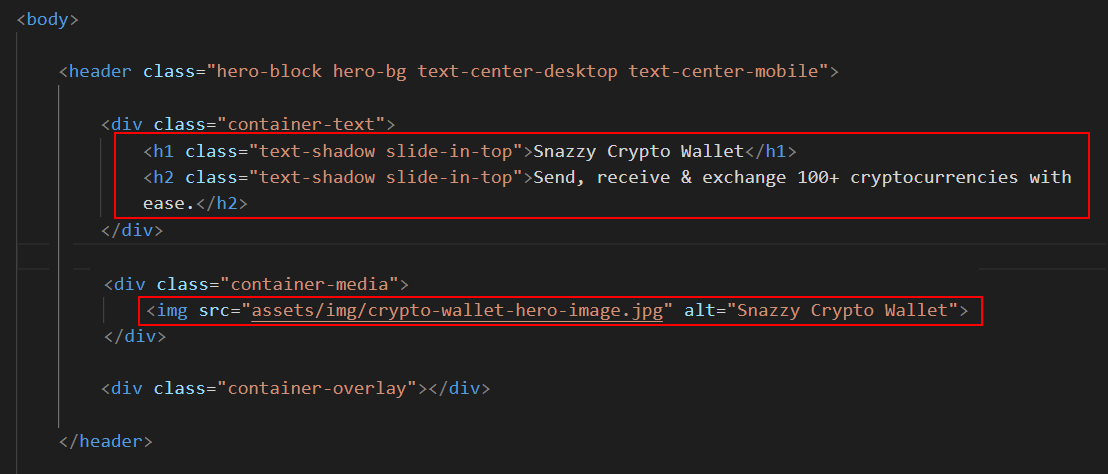 <body>
<header class="hero-block hero-bg text-center-desktop text-center-mobile">
<div class="container-text">
<h1 class="text-shadow slide-in-top">Snazzy Crypto Wallet</h1>
<h2 class="text-shadow slide-in-top">Send, receive & exchange 100+ cryptocurrencies with
ease.</h2>
</div>
<div class="container-media">
<img src="assets/img/crypto-wallet-hero-image.jpg" alt="Snazzy Crypto Wallet">
</div>
<div class="container-overlay"></div>
</header>